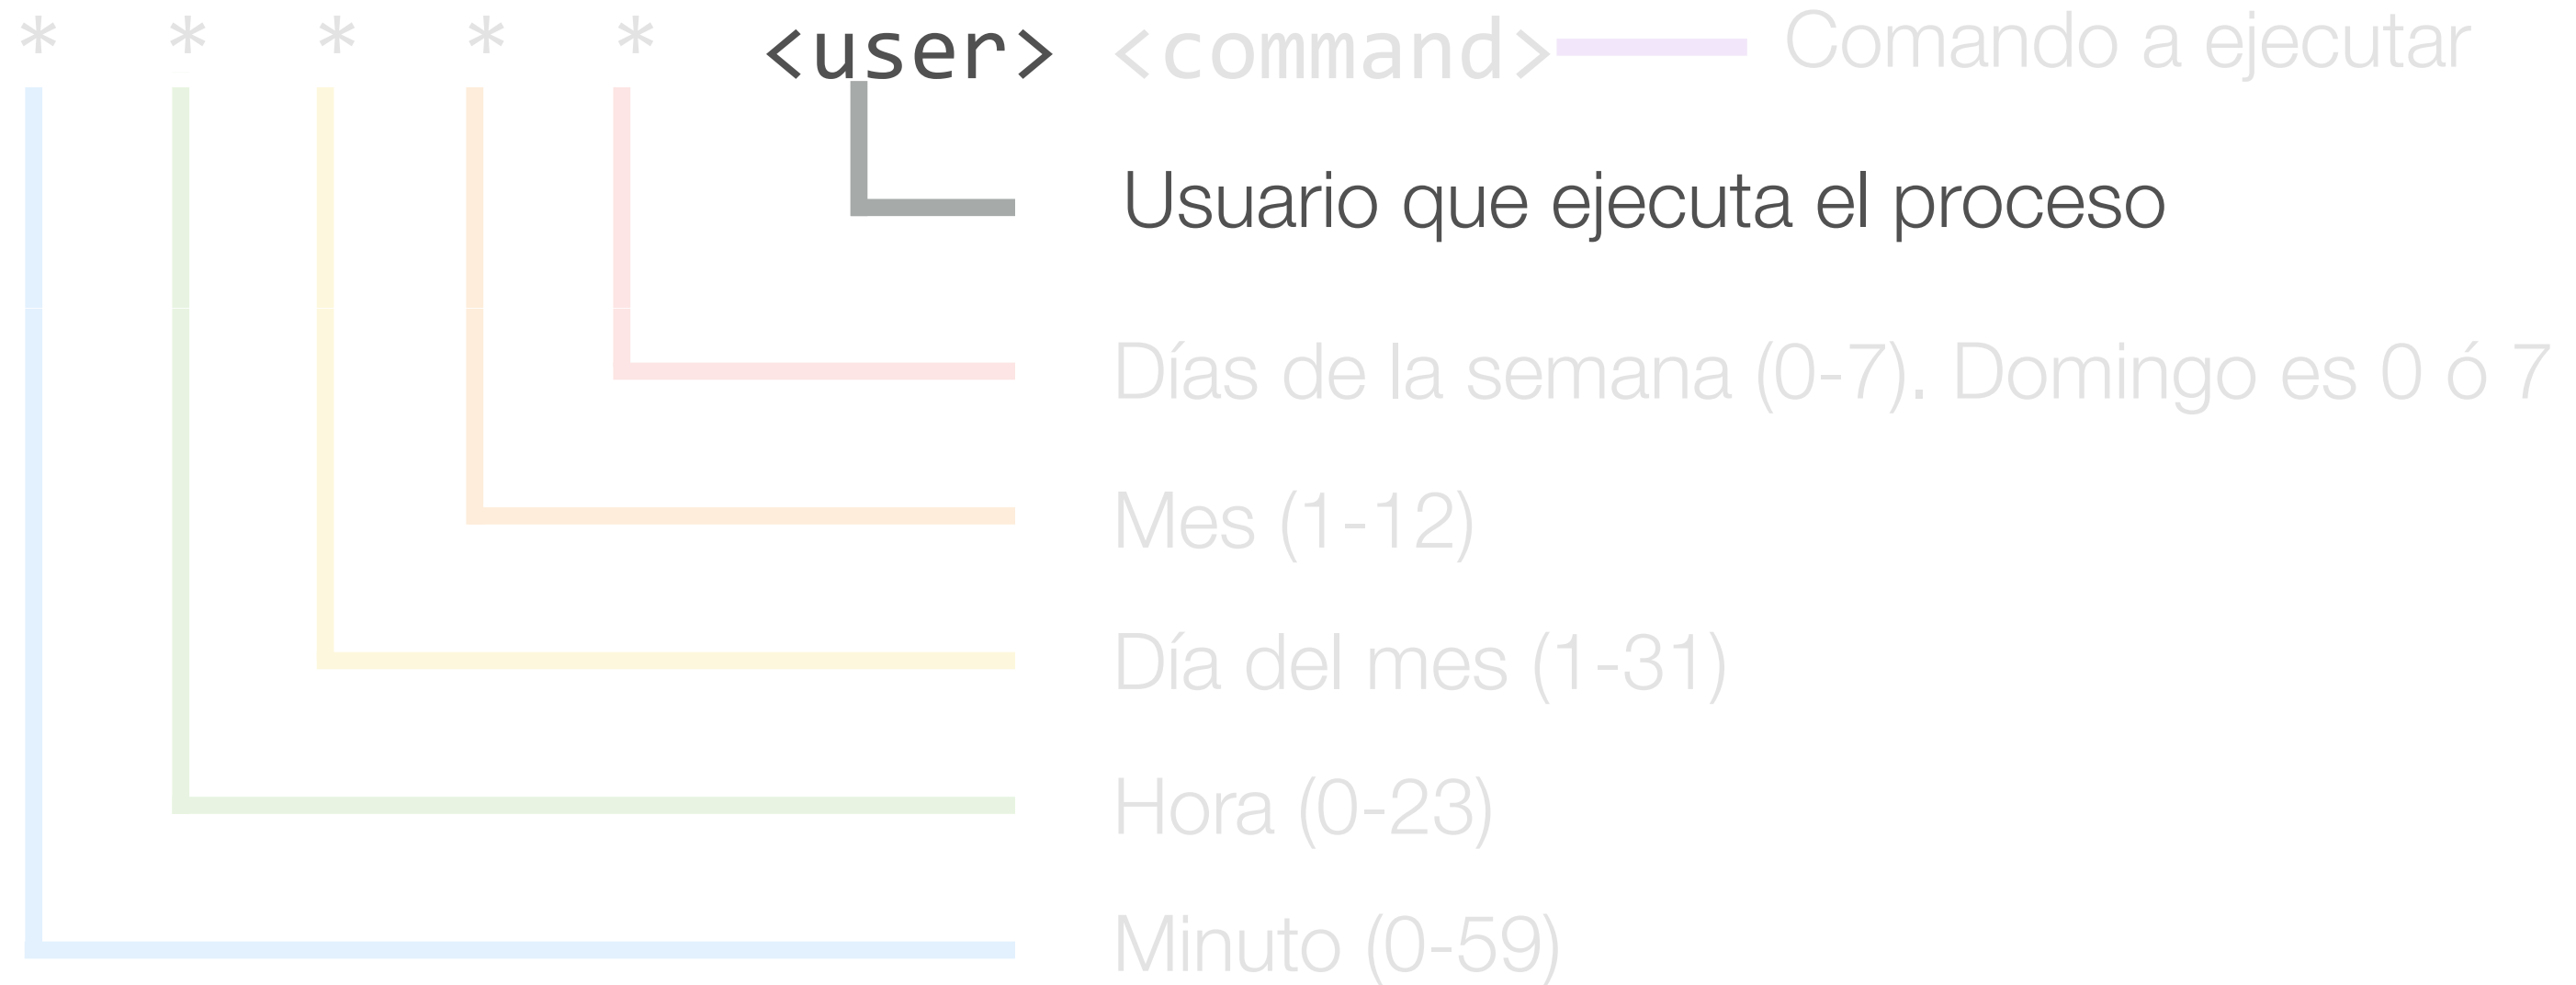 * * * * * <user> <command> Comando a ejecutar
Usuario que ejecuta el proceso
Días de la semana (0-7). Domingo es 0 ó 7
Mes (1-12)
Día del mes (1-31)
Hora (0-23)
Minuto (0-59)